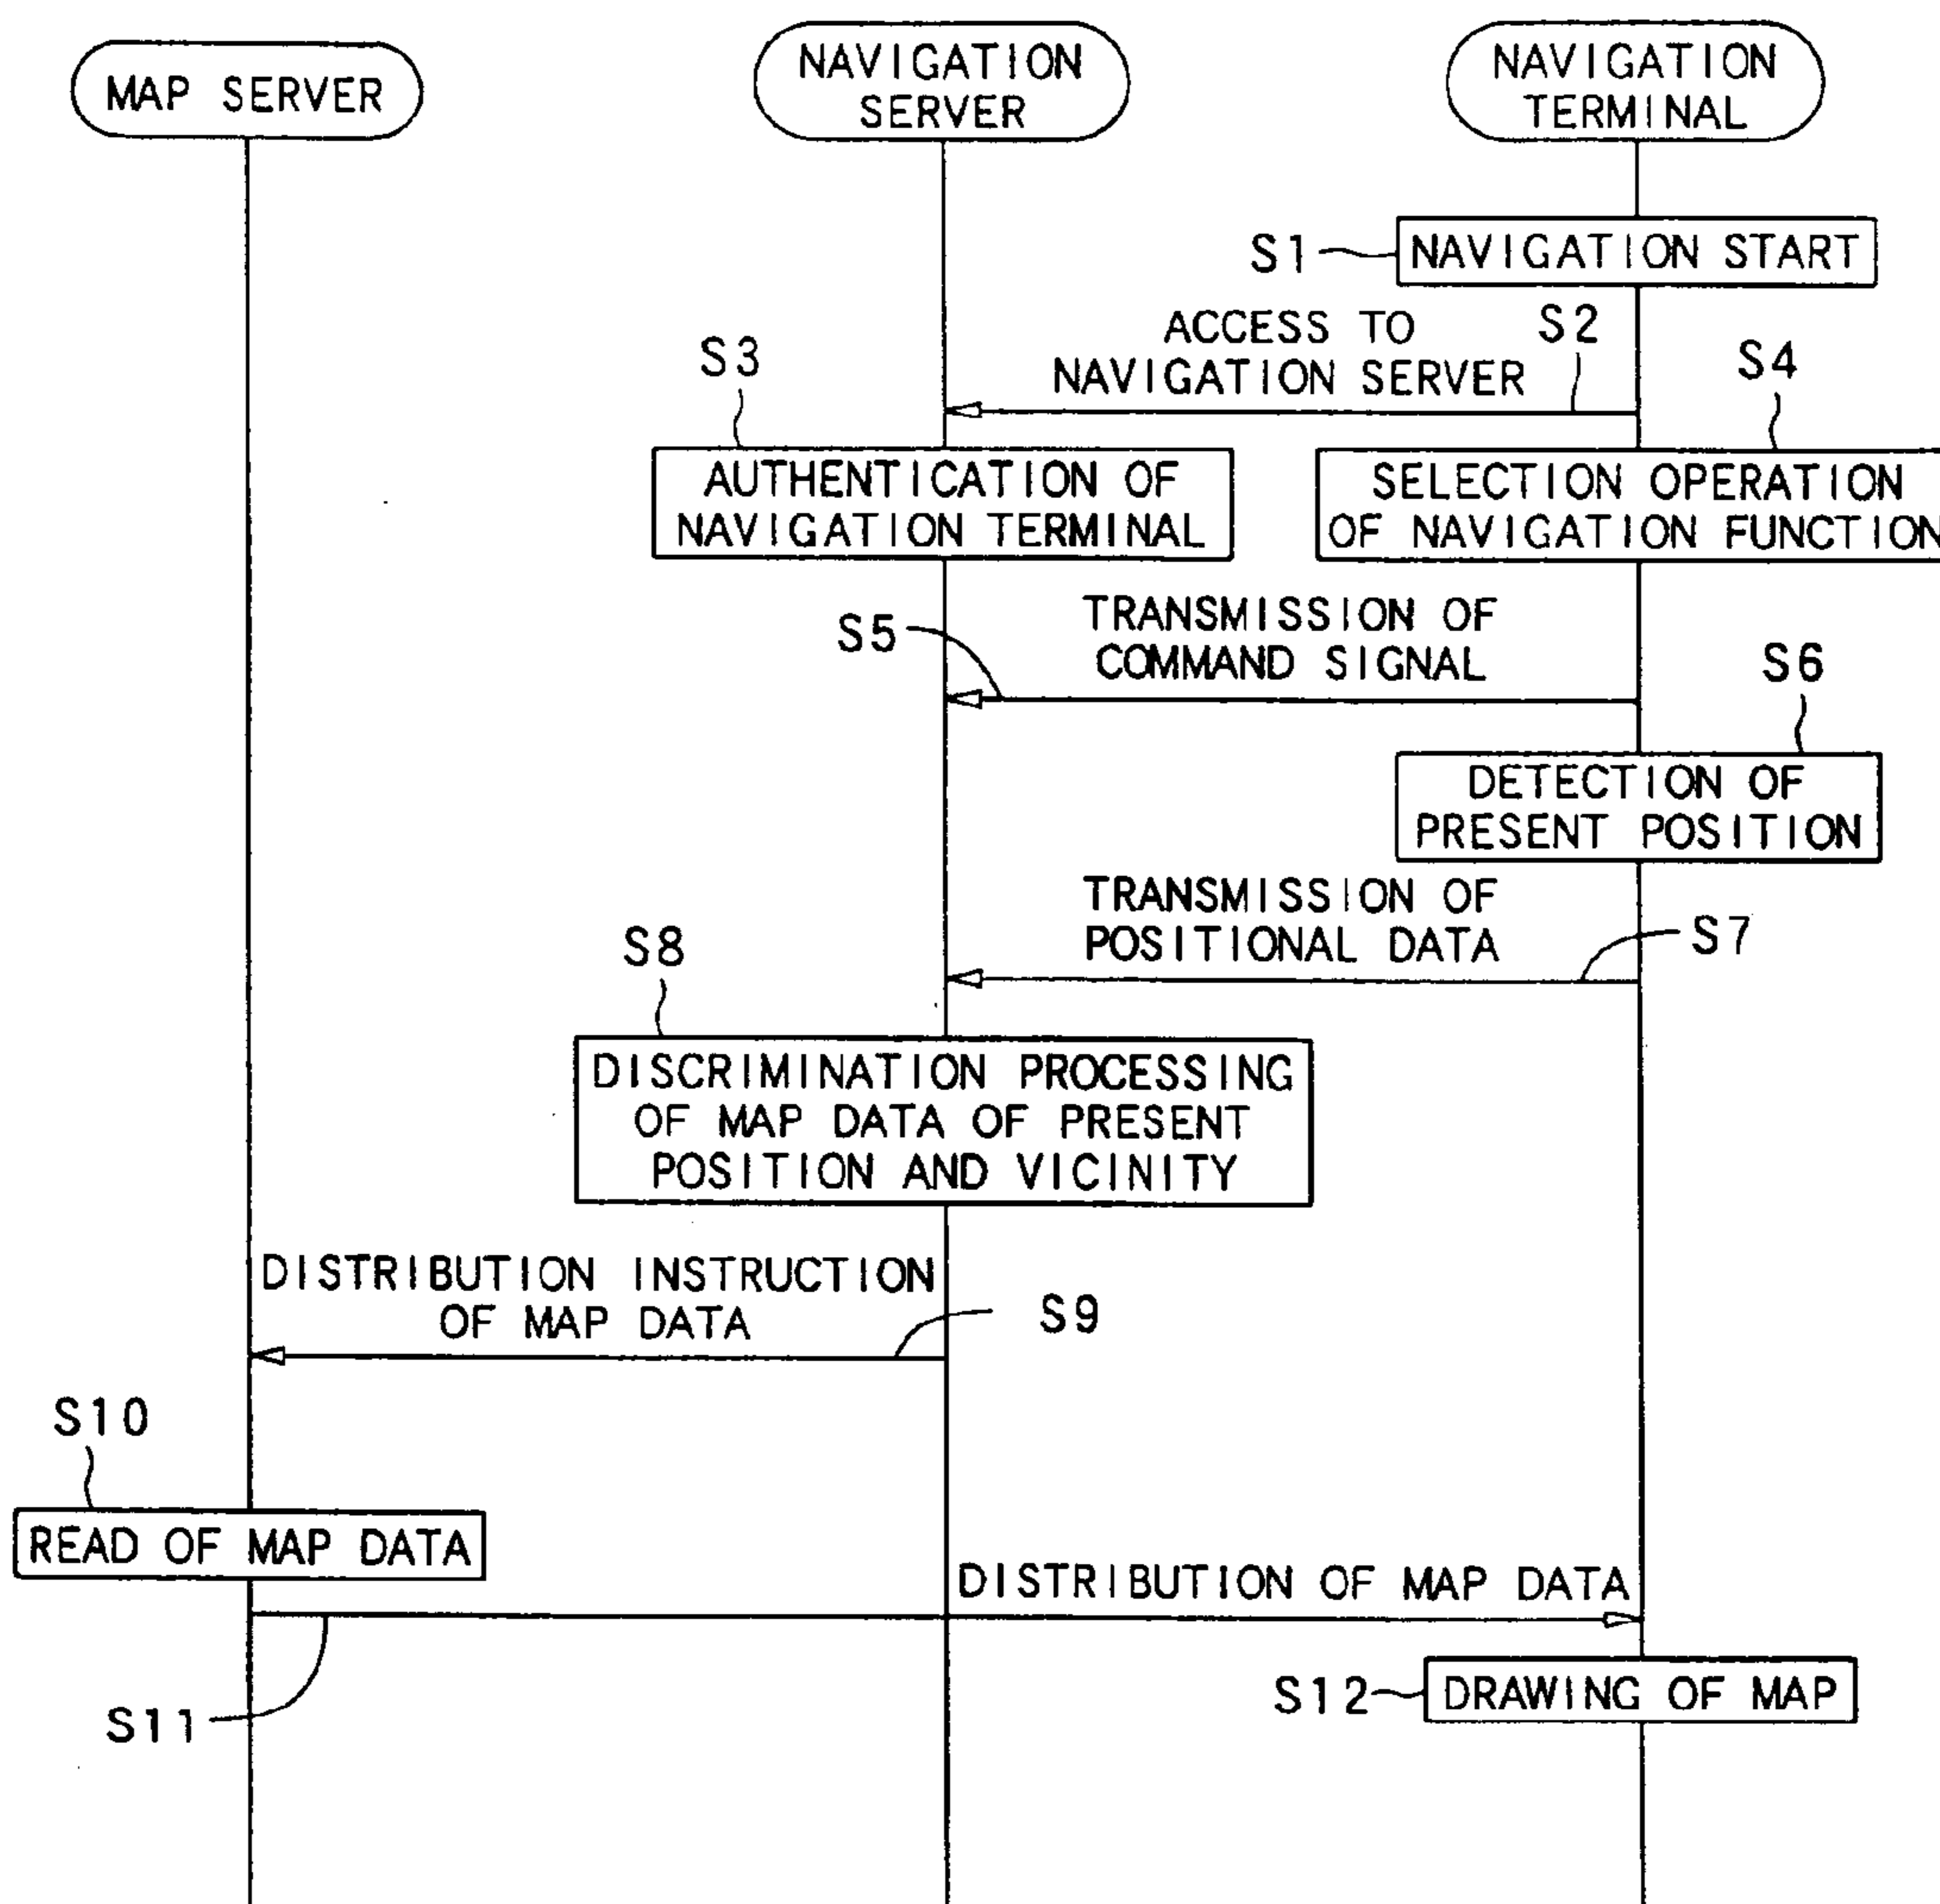 MAP SERVER
NAVIGATION
SERVER
NAVIGATION
TERMINAL
S1
NAVIGATION START
ACCESS TO
NAVIGATION SERVER
S2
S3
S4
AUTHENTICATION OF
NAVIGATION TERMINAL
SELECTION OPERATION
OF NAVIGATION FUNCTION
TRANSMISSION OF
COMMAND SIGNAL
S5
S6
DETECTION OF
PRESENT POSITION
TRANSMISSION OF
POSITIONAL DATA
S7
S8
DISCRIMINATION PROCESSING
OF MAP DATA OF PRESENT
POSITION AND VICINITY
DISTRIBUTION INSTRUCTION
OF MAP DATA
S9
S10
READ OF MAP DATA
DISTRIBUTION OF MAP DATA
S11
S12
DRAWING OF MAP